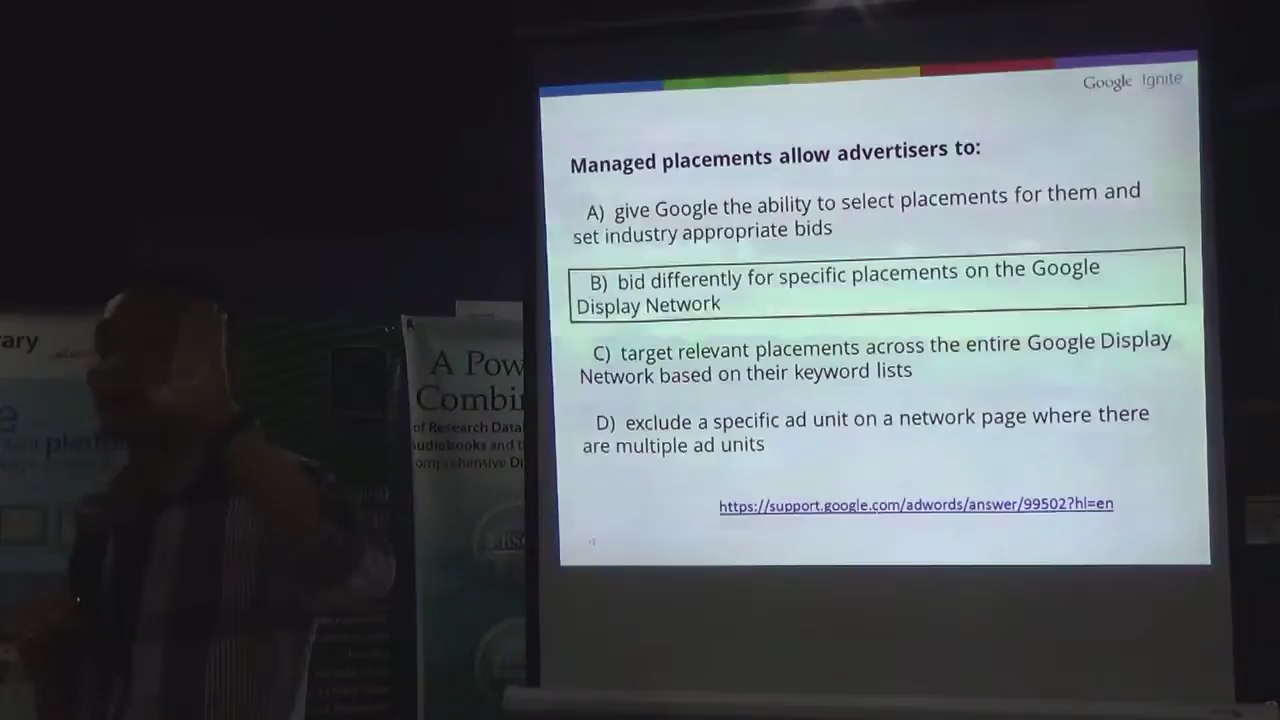 Google Ignite
Managed placements allow advertisers to:
A) give Google the ability to select placements for them and
set industry appropriate bids
B) bid differently for specific placements on the Google
Display Network
C) target relevant placements across the entire Google Display
Network based on their keyword lists
D) exclude a specific ad unit on a network page where there
are multiple ad units
https://support.google.com/adwords/answer/99502?hl=en
ary
e
A Pow
Combi
of Research Data
udiobooks and t
omprehensive Di